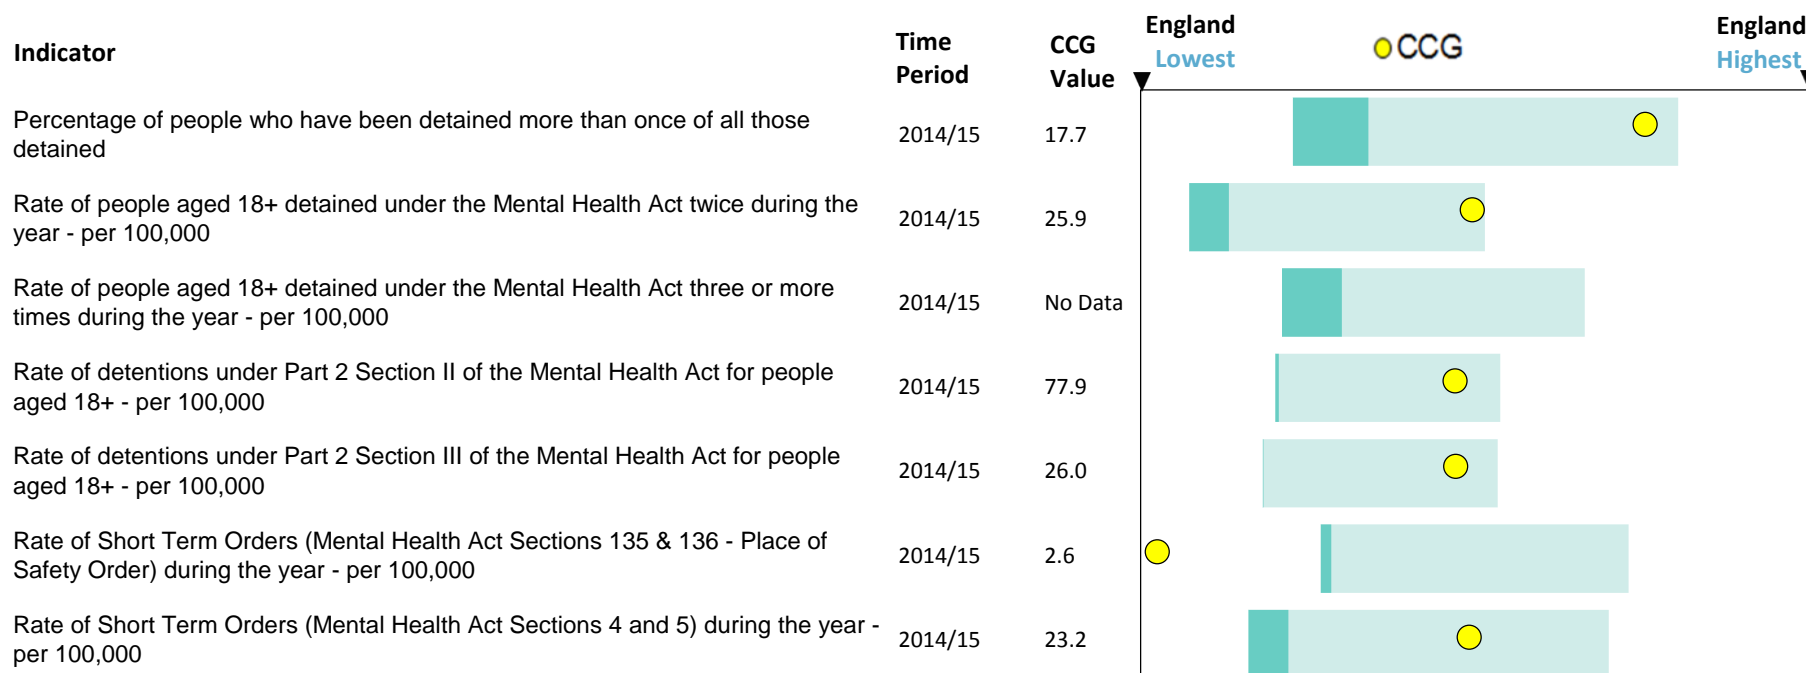 Indicator
Time
Period
CCG
Value
England
Lowest
CCG
England
Highest
Percentage of people who have been detained more than once of all those
detained
2014/15
17.7
Rate of people aged 18+ detained under the Mental Health Act twice during the
year - per 100,000
2014/15
25.9
Rate of people aged 18+ detained under the Mental Health Act three or more
times during the year - per 100,000
2014/15
No Data
Rate of detentions under Part 2 Section II of the Mental Health Act for people
aged 18+ - per 100,000
2014/15
77.9
Rate of detentions under Part 2 Section III of the Mental Health Act for people
aged 18+ - per 100,000
2014/15
26.0
Rate of Short Term Orders (Mental Health Act Sections 135 & 136 - Place of
Safety Order) during the year - per 100,000
2014/15
2.6
Rate of Short Term Orders (Mental Health Act Sections 4 and 5) during the year -
per 100,000
2014/15
23.2